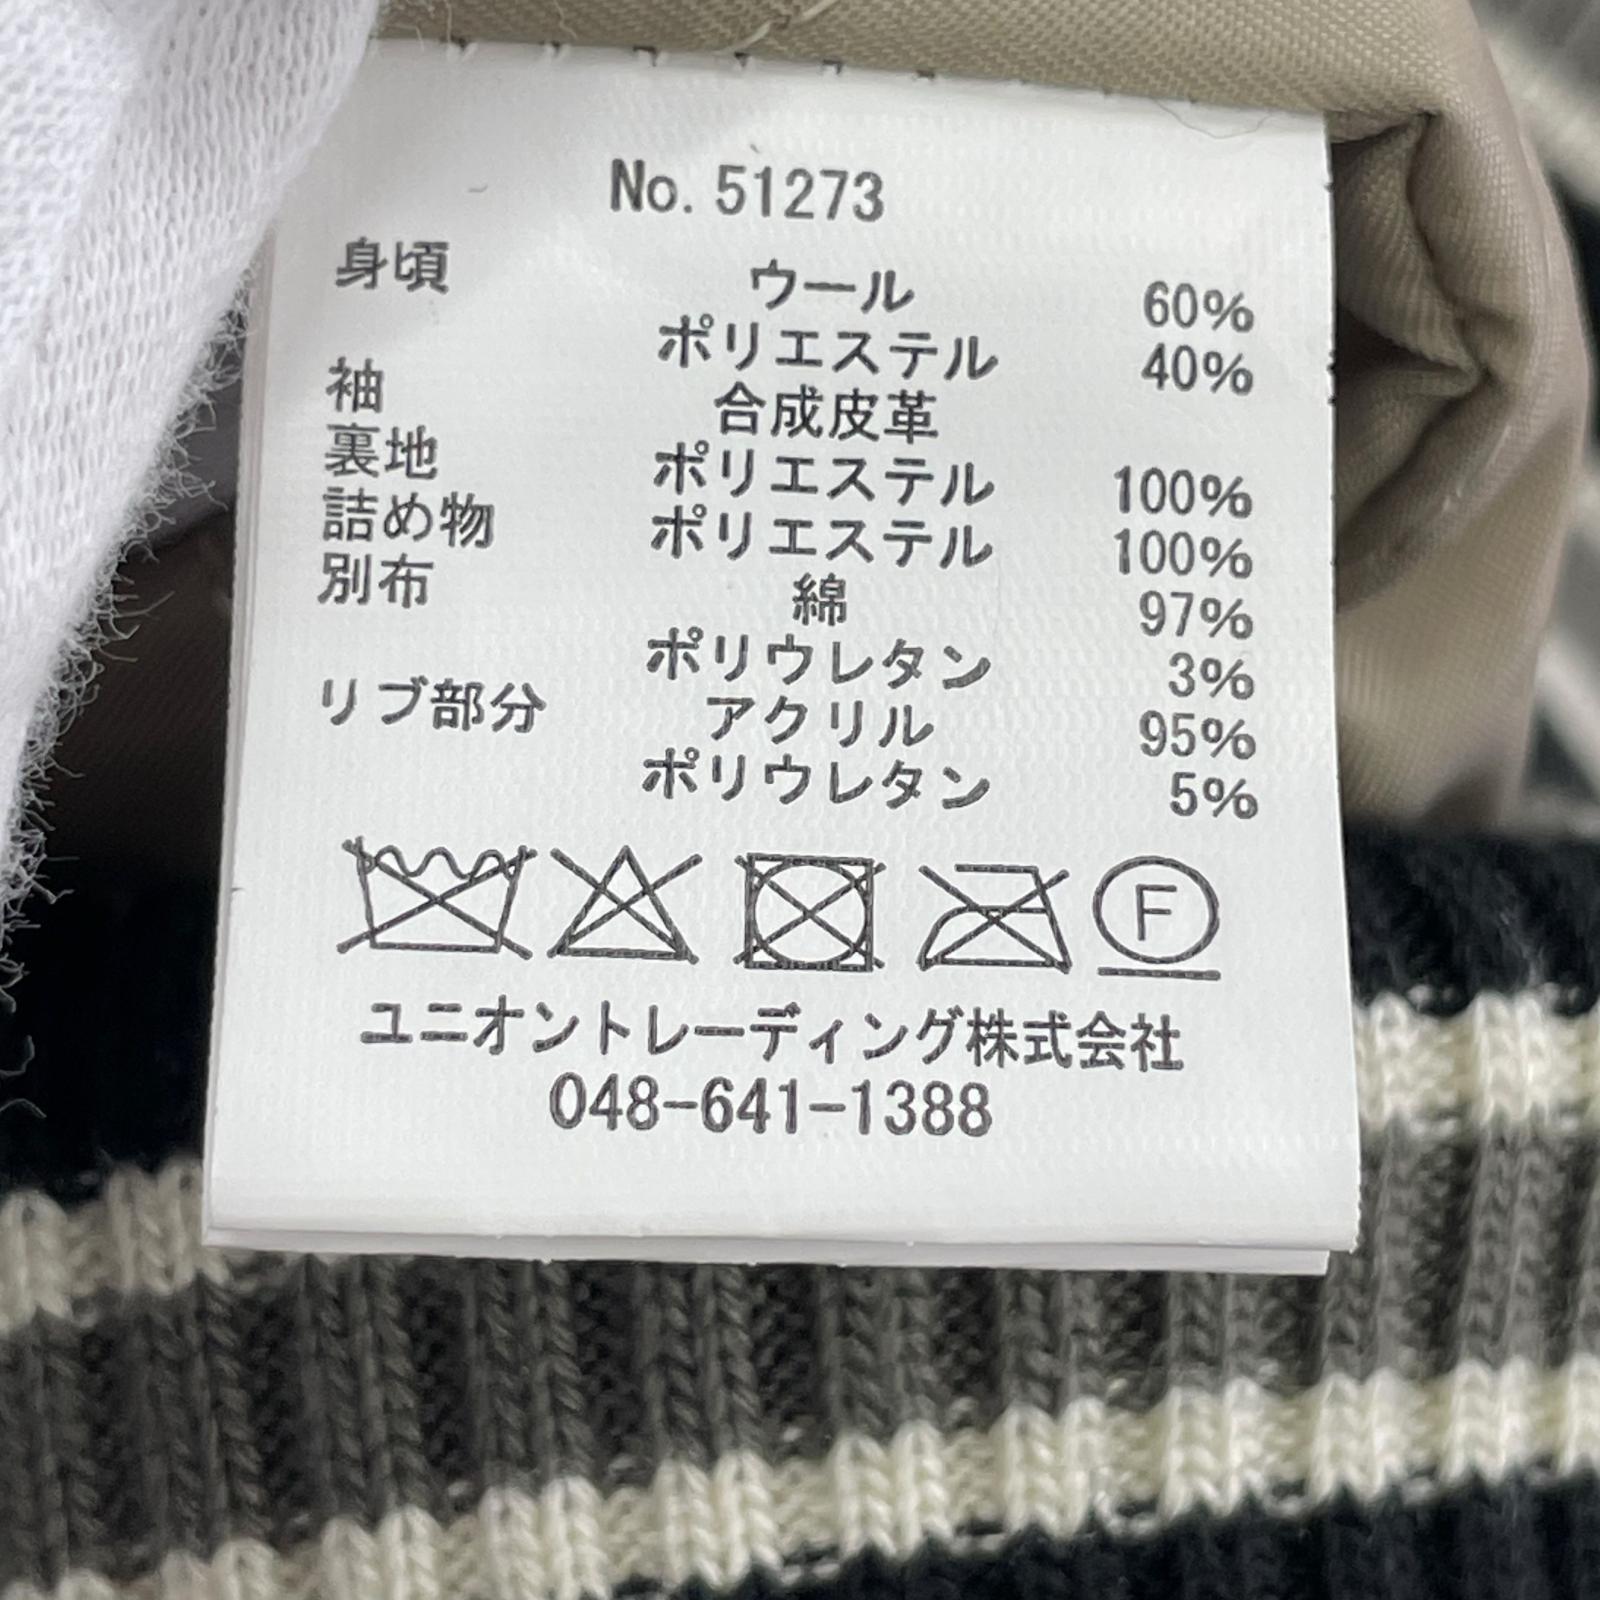 No. 51273
身頃 ウール 60%
ポリエステル 40%
袖 合成皮革
裏地 ポリエステル 100%
詰め物 ポリエステル 100%
別布 綿 97%
ポリウレタン 3%
リブ部分 アクリル 95%
ポリウレタン 5%
F
ユニオントレーディング株式会社
048-641-1388